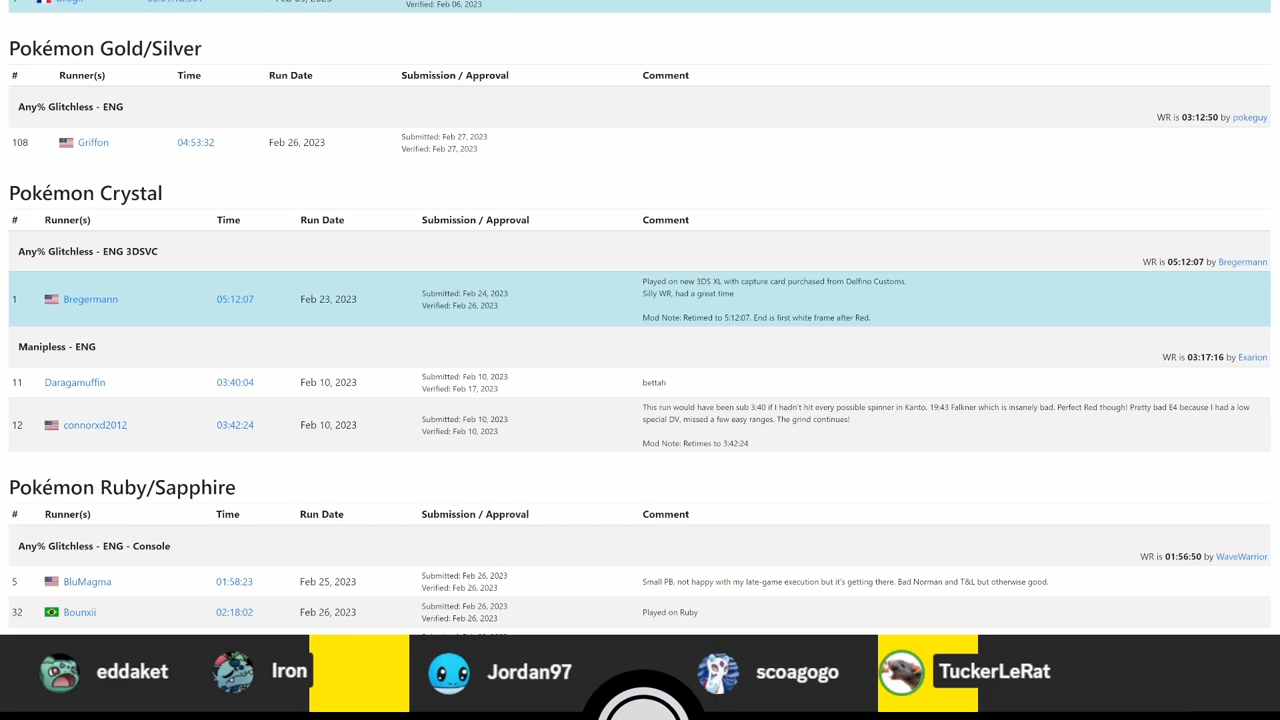 Verified: Feb 06, 2023
Pokémon Gold/Silver
# Runner(s) Time Run Date Submission / Approval Comment
Any% Glitchless - ENG
WR is 03:12:50 by pokeguy
108 Griffon 04:53:32 Feb 26, 2023 Submitted: Feb 27, 2023
Verified: Feb 27, 2023
Pokémon Crystal
# Runner(s) Time Run Date Submission / Approval Comment
Any% Glitchless - ENG 3DSVC
WR is 05:12:07 by Bregermann
1 Bregermann 05:12:07 Feb 23, 2023 Submitted: Feb 24, 2023
Verified: Feb 26, 2023
Played on new 3DS XL with capture card purchased from Delfino Customs.
Silly WR, had a great time
Mod Note: Retimed to 5:12:07. End is first white frame after Red.
Manipless - ENG
WR is 03:17:16 by Exarion
11 Daragamuffin 03:40:04 Feb 10, 2023 Submitted: Feb 10, 2023
Verified: Feb 17, 2023
bettah
12 connorxd2012 03:42:24 Feb 10, 2023 Submitted: Feb 10, 2023
Verified: Feb 10, 2023
This run would have been sub 3:40 if I hadn't hit every possible spinner in Kanto. 19:43 Falkner which is insanely bad. Perfect Red though! Pretty bad E4 because I had a low
special DV, missed a few easy ranges. The grind continues!
Mod Note: Retimes to 3:42:24
Pokémon Ruby/Sapphire
# Runner(s) Time Run Date Submission / Approval Comment
Any% Glitchless - ENG - Console
WR is 01:56:50 by WaveWarrior
5 BluMagma 01:58:23 Feb 25, 2023 Submitted: Feb 26, 2023
Verified: Feb 26, 2023
Small PB, not happy with my late-game execution but it's getting there. Bad Norman and T&L but otherwise good.
32 Bounxii 02:18:02 Feb 26, 2023 Submitted: Feb 26, 2023
Verified: Feb 26, 2023
Played on Ruby
eddaket Iron Jordan97 scoagogo TuckerLeRat